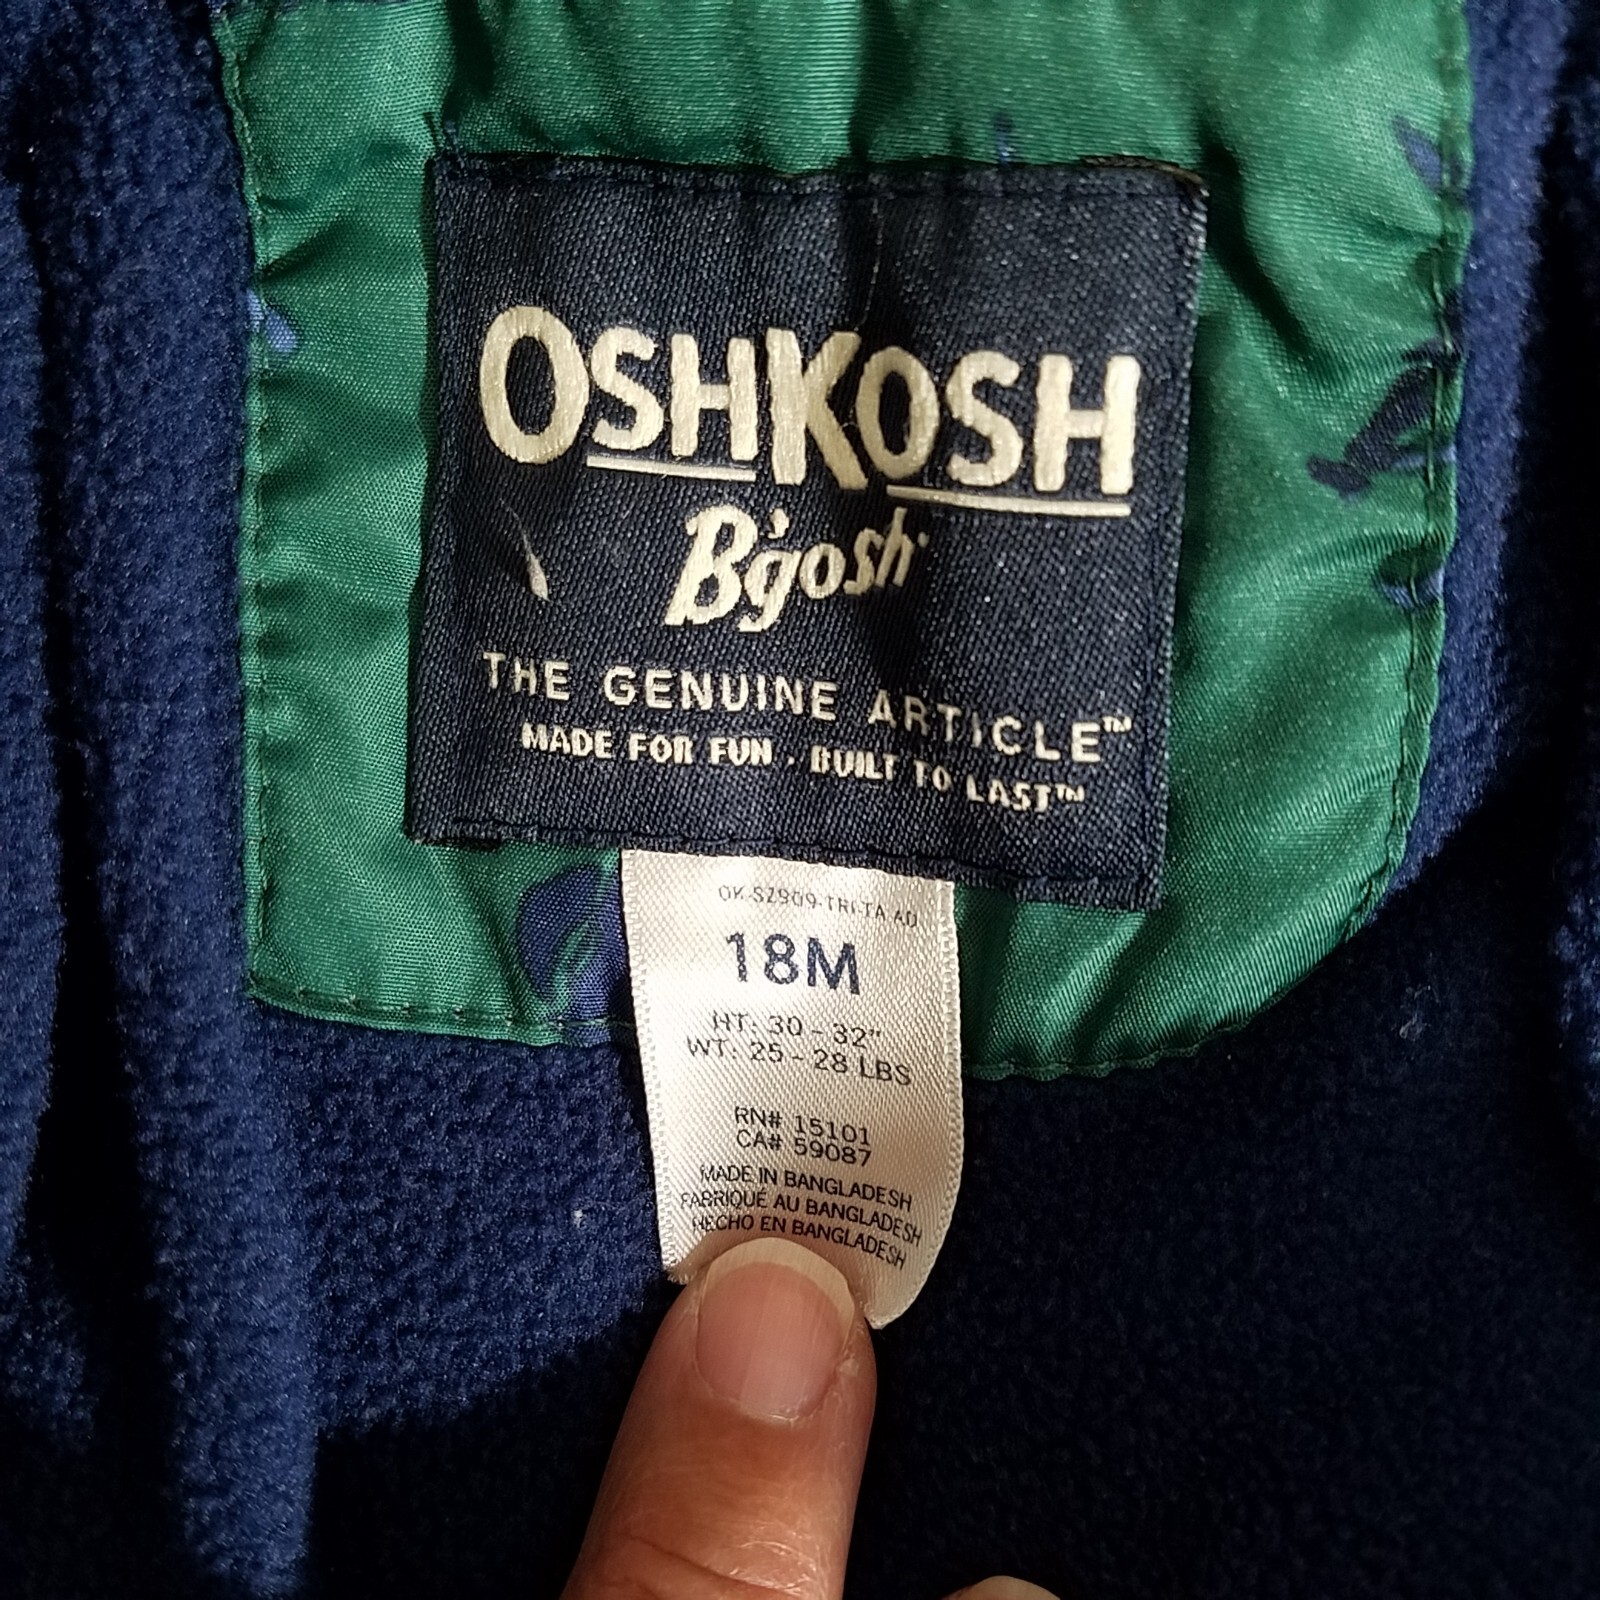 OSHKOSH
B'gosh
THE GENUINE ARTICLE™
MADE FOR FUN · BUILT TO LAST™
18M
HT: 30 - 32"
WT: 25 - 28 LBS
RN# 15101
CA# 59087
MADE IN BANGLADESH
FABRIQUÉ AU BANGLADESH
HECHO EN BANGLADESH